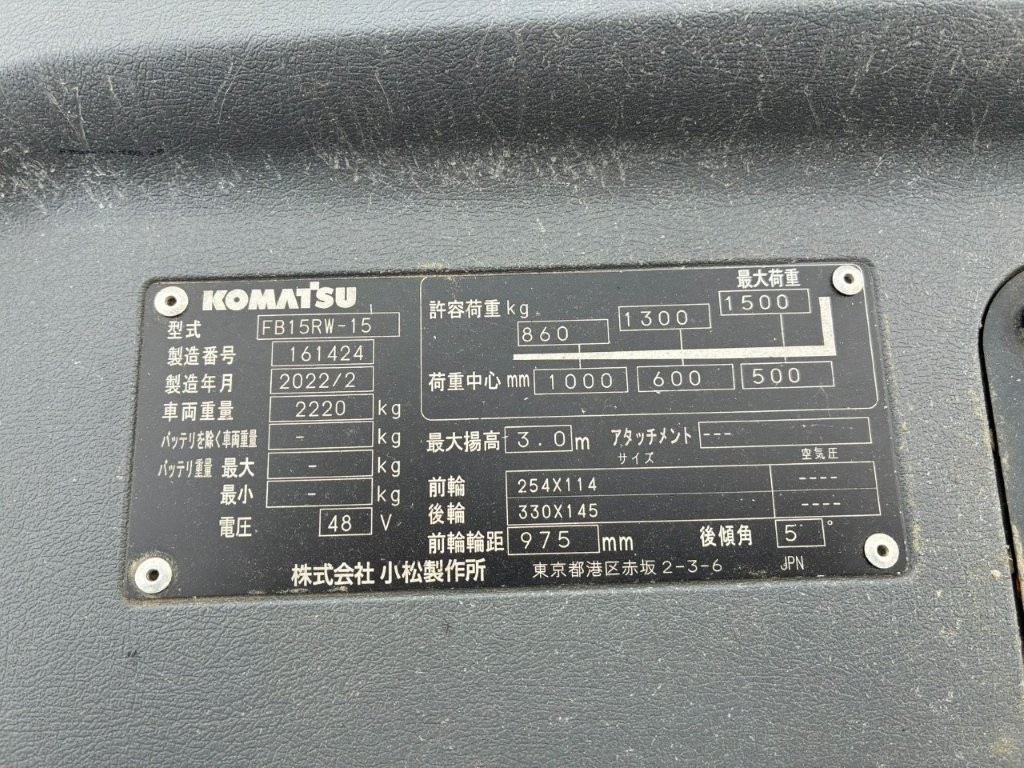 KOMATSU
型式 FB15RW-15
製造番号 161424
製造年月 2022/2
車両重量 2220 kg
バッテリを除く車両重量 - kg
バッテリ重量 最大 - kg
最小 - kg
電圧 48 V
最大荷重
許容荷重 kg 860 1300 1500
荷重中心 mm 1000 600 500
最大揚高 3.0 m アタッチメント ---
サイズ 空気圧
前輪 254X114 ----
後輪 330X145 ----
前輪輪距 975 mm 後傾角 5 °
株式会社 小松製作所 東京都港区赤坂 2-3-6 JPN